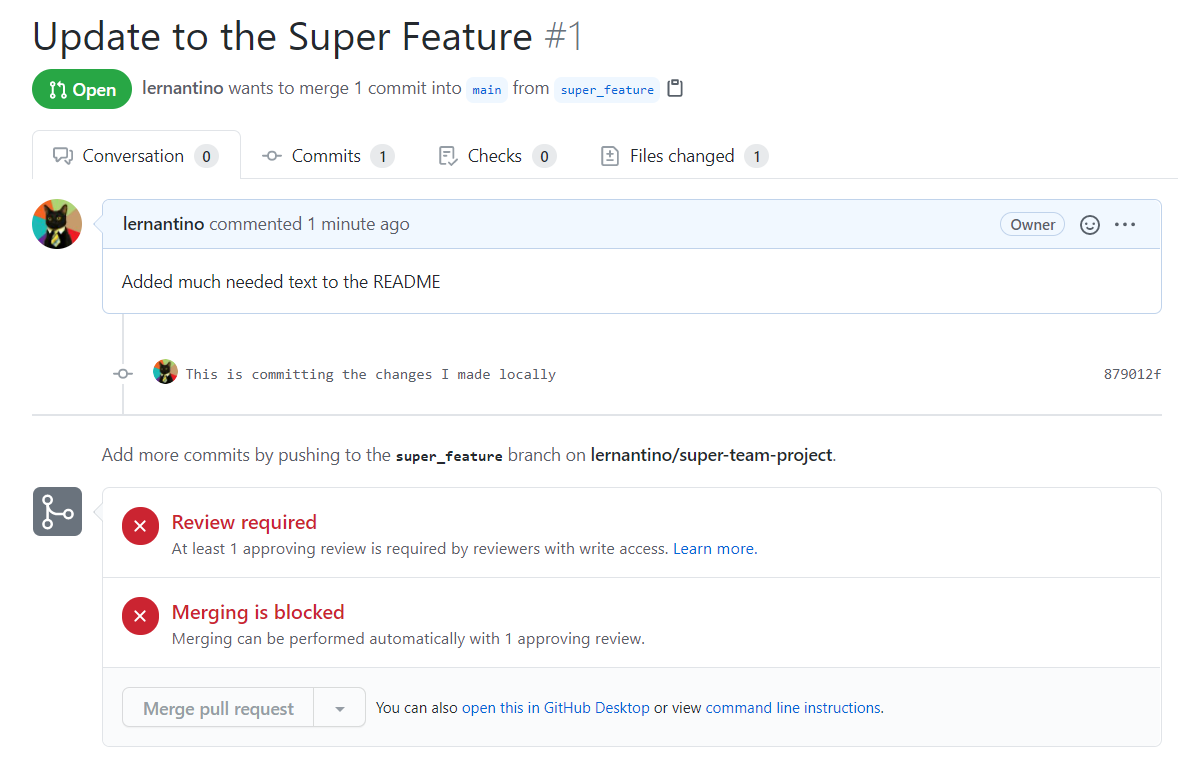 Update to the Super Feature #1
Open lernantino wants to merge 1 commit into main from super_feature
Conversation 0 Commits 1 Checks 0 Files changed 1
lernantino commented 1 minute ago Owner
Added much needed text to the README
This is committing the changes I made locally 879012f
Add more commits by pushing to the super_feature branch on lernantino/super-team-project.
Review required
At least 1 approving review is required by reviewers with write access. Learn more.
Merging is blocked
Merging can be performed automatically with 1 approving review.
Merge pull request You can also open this in GitHub Desktop or view command line instructions.